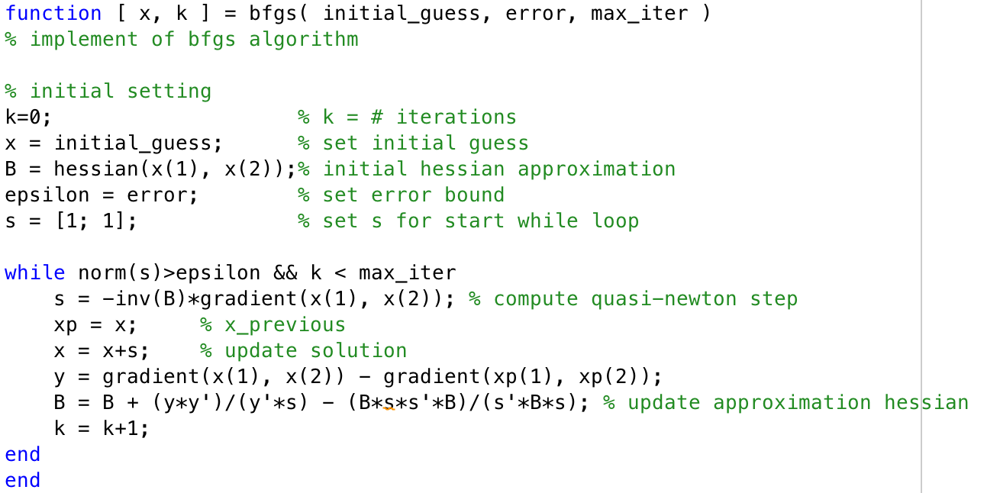 function [ x, k ] = bfgs( initial_guess, error, max_iter )
% implement of bfgs algorithm
% initial setting
k=0;                    % k = # iterations
x = initial_guess;      % set initial guess
B = hessian(x(1), x(2));% initial hessian approximation
epsilon = error;        % set error bound
s = [1; 1];             % set s for start while loop
while norm(s)>epsilon && k < max_iter
    s = -inv(B)*gradient(x(1), x(2)); % compute quasi-newton step
    xp = x;     % x_previous
    x = x+s;    % update solution
    y = gradient(x(1), x(2)) - gradient(xp(1), xp(2));
    B = B + (y*y')/(y'*s) - (B*s*s'*B)/(s'*B*s); % update approximation hessian
    k = k+1;
end
end